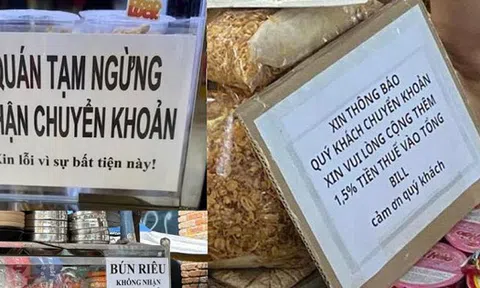 QUÁN TẠM NGỪNG
CHUYỂN KHOẢN
Xin lỗi vì sự bất tiện này!
BÚN RIÊU
KHÔNG NHẬN
XIN THÔNG BÁO
QUÝ KHÁCH CHUYỂN KHOẢN
XIN VUI LÒNG CỘNG THÊM
1.5% TIỀN THUẾ VÀO TỔNG
BILL
cảm ơn quý khách